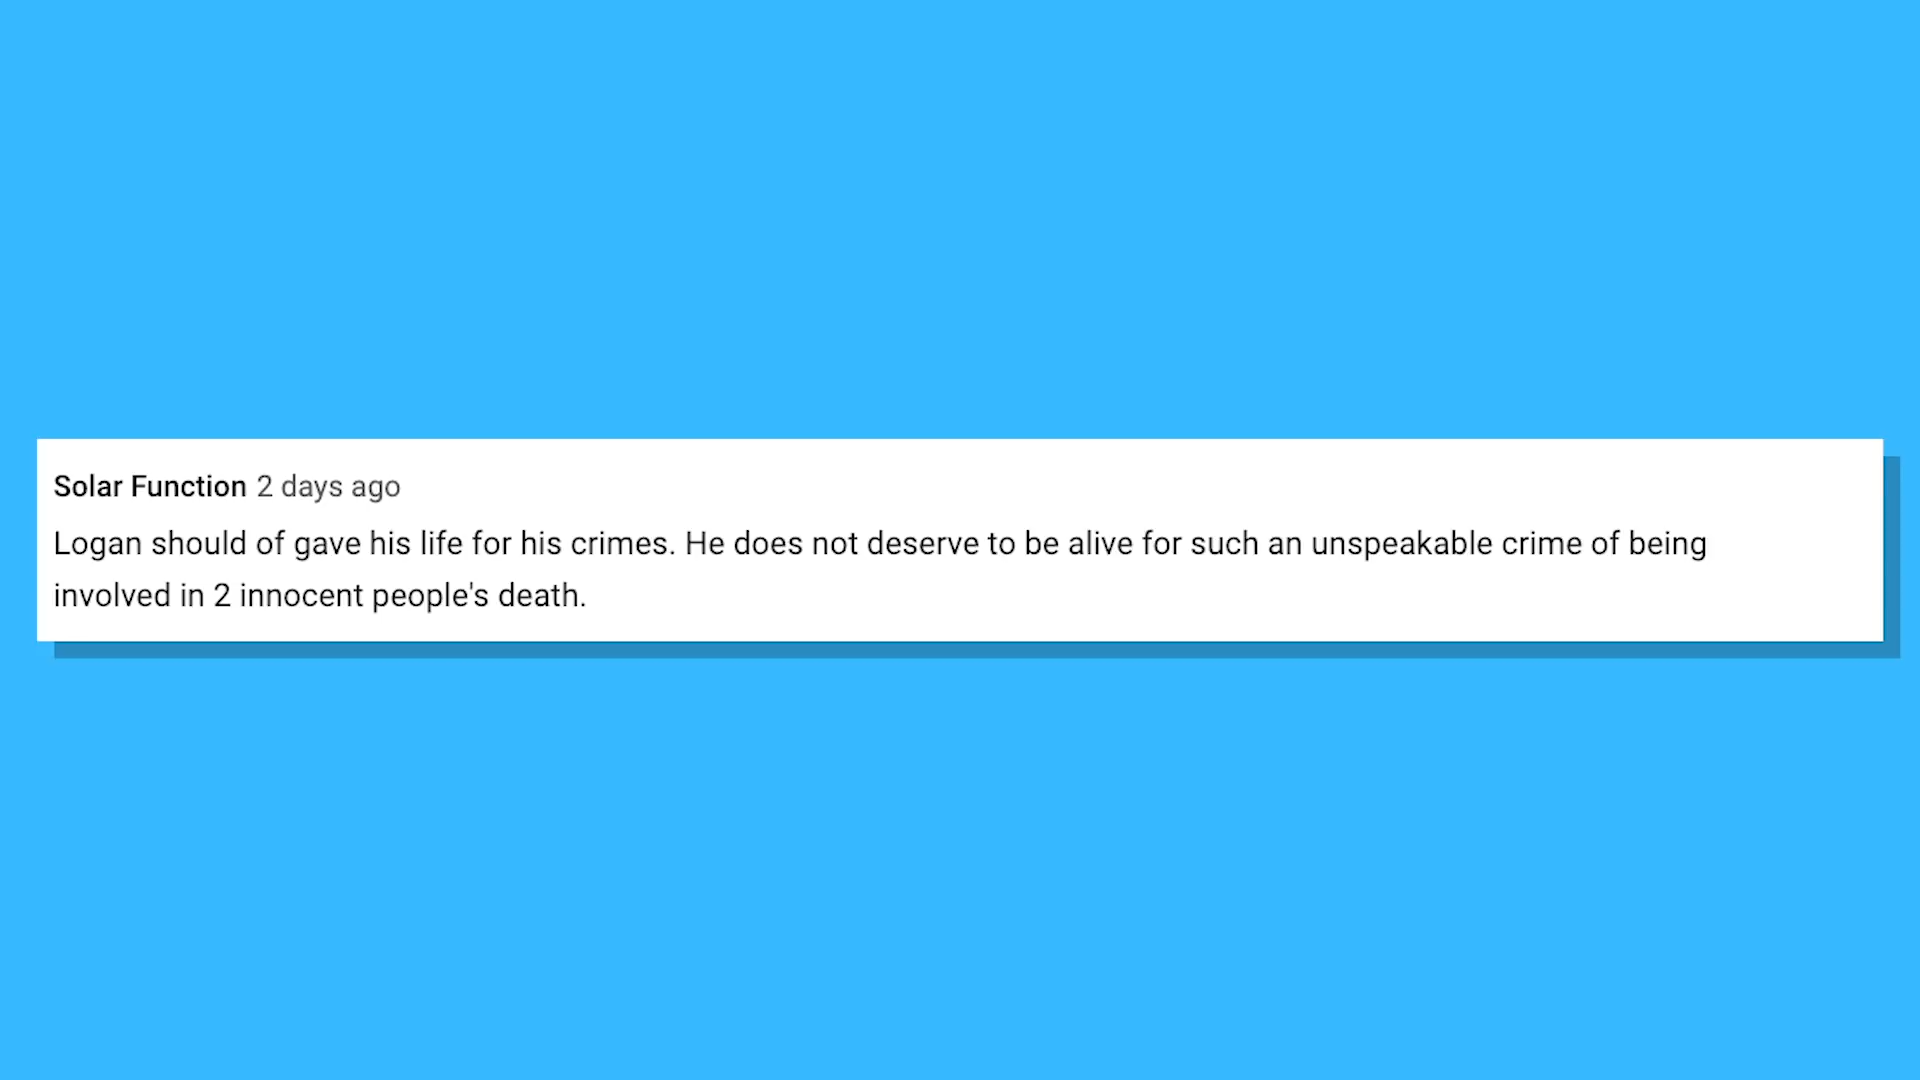 Solar Function 2 days ago
Logan should of gave his life for his crimes. He does not deserve to be alive for such an unspeakable crime of being
involved in 2 innocent people's death.